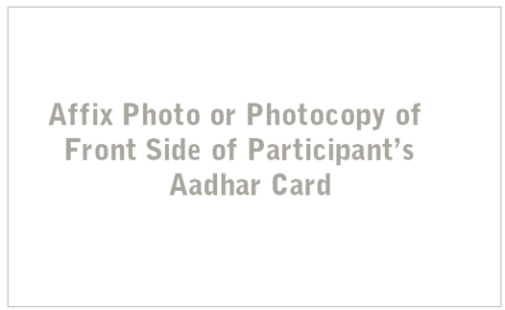 Affix Photo or Photocopy of
Front Side of Participant’s
Aadhar Card